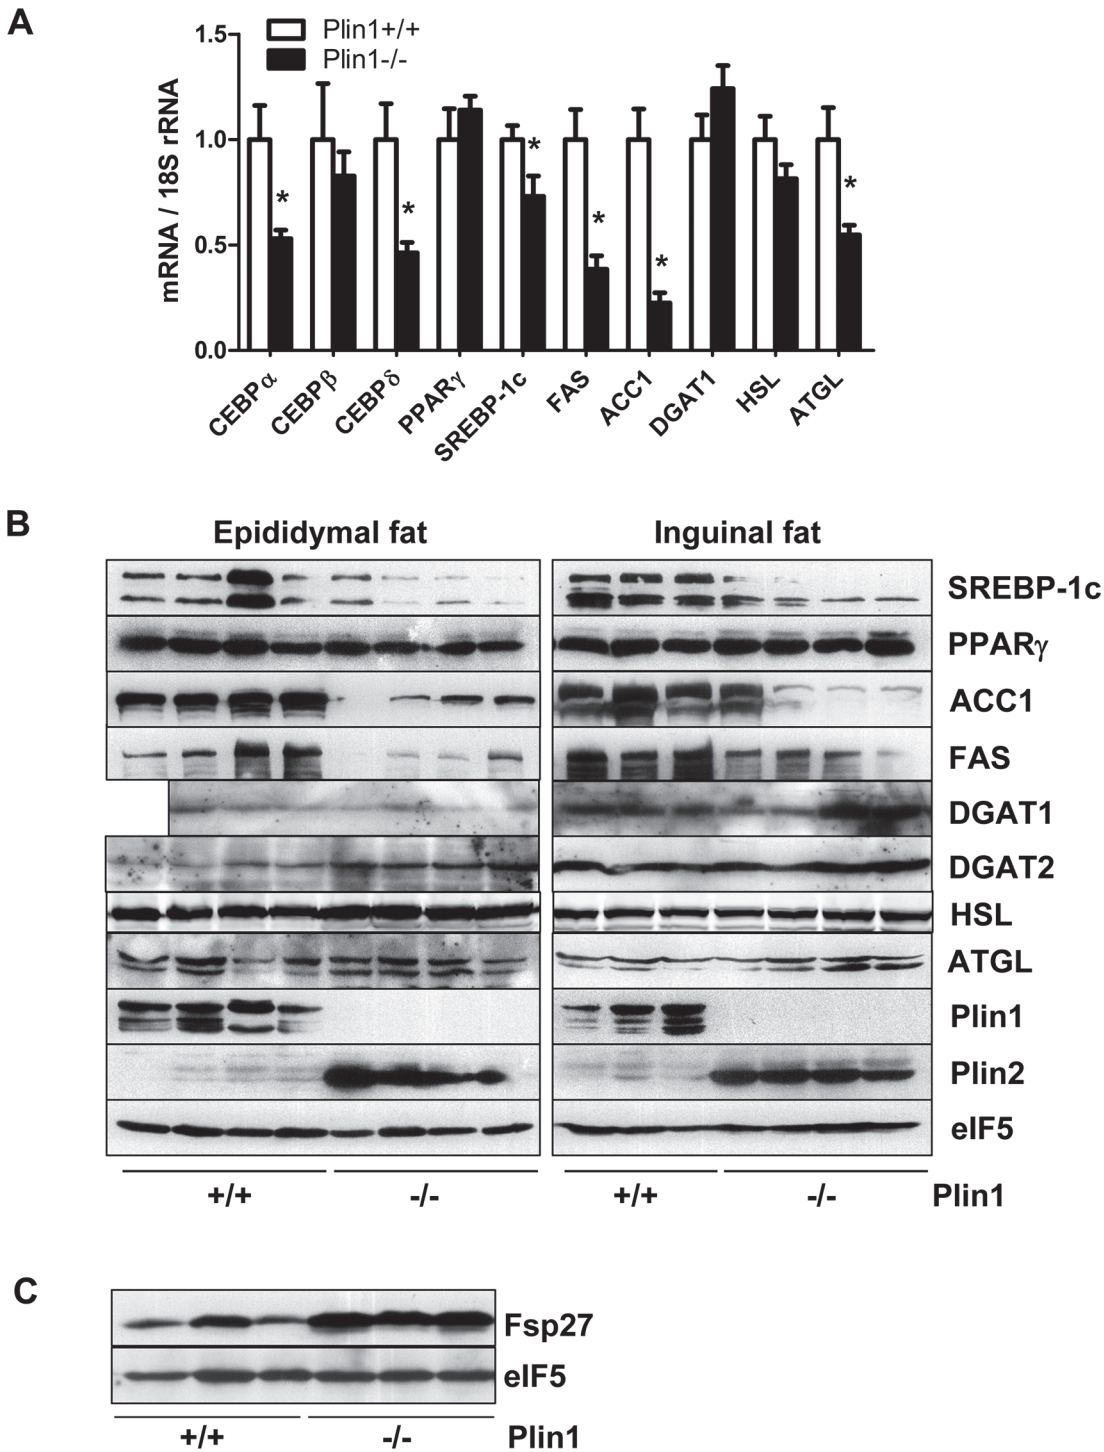 A
Plin1+/+
Plin1-/-
mRNA / 18S rRNA
1.5
1.0
0.5
0.0
* * * * * * *
CEBPα CEBPβ CEBPδ PPARγ SREBP-1c FAS ACC1 DGAT1 HSL ATGL
B
Epididymal fat Inguinal fat
SREBP-1c
PPARγ
ACC1
FAS
DGAT1
DGAT2
HSL
ATGL
Plin1
Plin2
eIF5
+/+ -/- +/+ -/- Plin1
C
Fsp27
eIF5
+/+ -/- Plin1